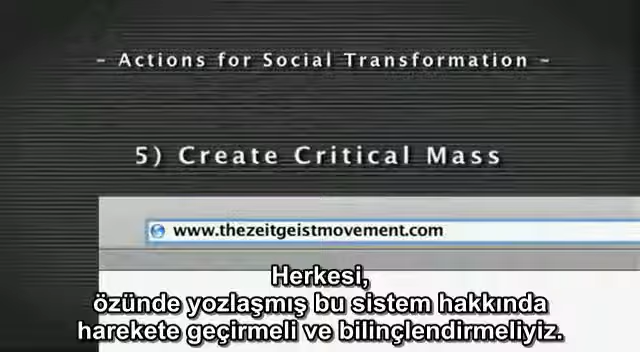 - Actions for Social Transformation -
5) Create Critical Mass
www.thezeitgeistmovement.com
Herkesi,
özünde yozlaşmış bu sistem hakkında
harekete geçirmeli ve bilinçlendirmeliyiz.